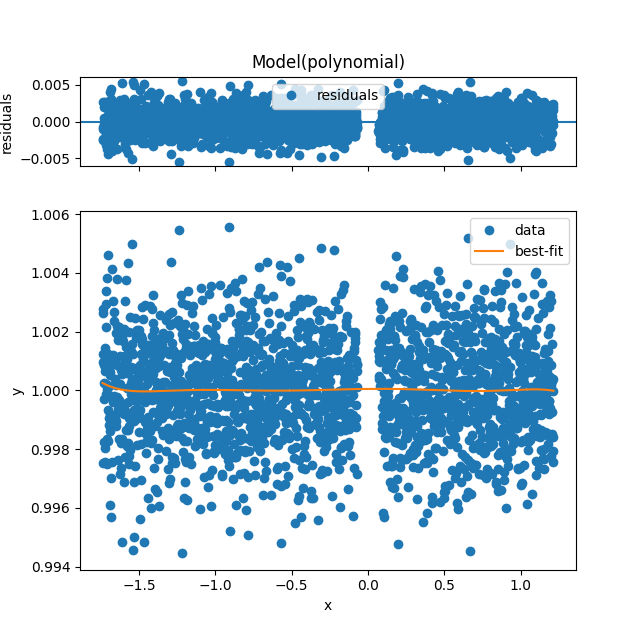 Model(polynomial)
0.005
0.000
−0.005
residuals
residuals
1.006
1.004
1.002
1.000
0.998
0.996
0.994
y
data
best-fit
−1.5 −1.0 −0.5 0.0 0.5 1.0
x